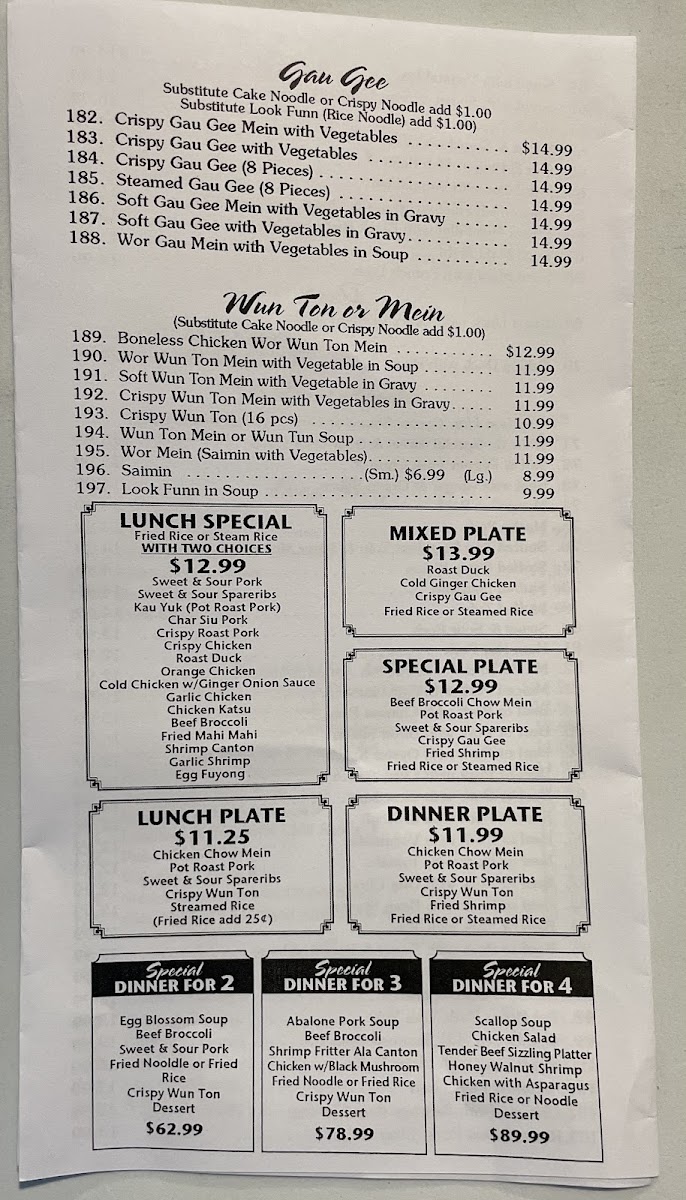 Gau Gee
Substitute Cake Noodle or Crispy Noodle add $1.00
Substitute Look Funn (Rice Noodle) add $1.00)
182. Crispy Gau Gee Mein with Vegetables .......... $14.99
183. Crispy Gau Gee with Vegetables .............. 14.99
184. Crispy Gau Gee (8 Pieces) .................. 14.99
185. Steamed Gau Gee (8 Pieces) ................ 14.99
186. Soft Gau Gee Mein with Vegetables in Gravy ...... 14.99
187. Soft Gau Gee with Vegetables in Gravy.......... 14.99
188. Wor Gau Mein with Vegetables in Soup ......... 14.99
Wun Ton or Mein
(Substitute Cake Noodle or Crispy Noodle add $1.00)
189. Boneless Chicken Wor Wun Ton Mein .......... $12.99
190. Wor Wun Ton Mein with Vegetable in Soup ........ 11.99
191. Soft Wun Ton Mein with Vegetable in Gravy ....... 11.99
192. Crispy Wun Ton Mein with Vegetables in Gravy..... 11.99
193. Crispy Wun Ton (16 pcs) ................... 10.99
194. Wun Ton Mein or Wun Tun Soup .............. 11.99
195. Wor Mein (Saimin with Vegetables).............. 11.99
196. Saimin ...................(Sm.) $6.99 (Lg.) 8.99
197. Look Funn in Soup ........................ 9.99
LUNCH SPECIAL
Fried Rice or Steam Rice
WITH TWO CHOICES
$12.99
Sweet & Sour Pork
Sweet & Sour Spareribs
Kau Yuk (Pot Roast Pork)
Char Siu Pork
Crispy Roast Pork
Crispy Chicken
Roast Duck
Orange Chicken
Cold Chicken w/Ginger Onion Sauce
Garlic Chicken
Chicken Katsu
Beef Broccoli
Fried Mahi Mahi
Shrimp Canton
Garlic Shrimp
Egg Fuyong
MIXED PLATE
$13.99
Roast Duck
Cold Ginger Chicken
Crispy Gau Gee
Fried Rice or Steamed Rice
SPECIAL PLATE
$12.99
Beef Broccoli Chow Mein
Pot Roast Pork
Sweet & Sour Spareribs
Crispy Gau Gee
Fried Shrimp
Fried Rice or Steamed Rice
LUNCH PLATE
$11.25
Chicken Chow Mein
Pot Roast Pork
Sweet & Sour Spareribs
Crispy Wun Ton
Streamed Rice
(Fried Rice add 25¢)
DINNER PLATE
$11.99
Chicken Chow Mein
Pot Roast Pork
Sweet & Sour Spareribs
Crispy Wun Ton
Fried Shrimp
Fried Rice or Steamed Rice
Special
DINNER FOR 2
Egg Blossom Soup
Beef Broccoli
Sweet & Sour Pork
Fried Nooldle or Fried
Rice
Crispy Wun Ton
Dessert
$62.99
Special
DINNER FOR 3
Abalone Pork Soup
Beef Broccoli
Shrimp Fritter Ala Canton
Chicken w/Black Mushroom
Fried Noodle or Fried Rice
Crispy Wun Ton
Dessert
$78.99
Special
DINNER FOR 4
Scallop Soup
Chicken Salad
Tender Beef Sizzling Platter
Honey Walnut Shrimp
Chicken with Asparagus
Fried Rice or Noodle
Dessert
$89.99